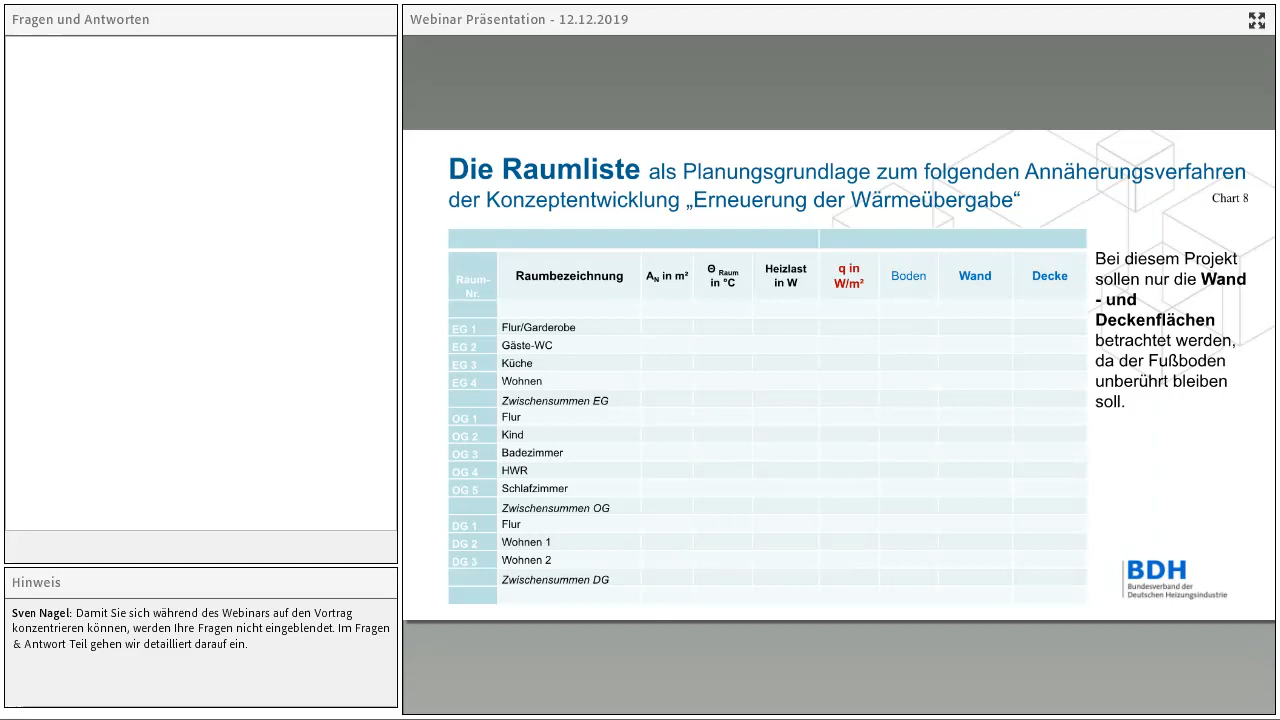 Fragen und Antworten
Hinweis
Sven Nagel: Damit Sie sich während des Webinars auf den Vortrag
konzentrieren können, werden Ihre Fragen nicht eingeblendet. Im Fragen
& Antwort Teil gehen wir detailliert darauf ein.
Webinar Präsentation - 12.12.2019
Die Raumliste als Planungsgrundlage zum folgenden Annäherungsverfahren
der Konzeptentwicklung „Erneuerung der Wärmeübergabe“
Chart 8
Raum-
Nr.
Raumbezeichnung
AN in m²
Θ Raum
in °C
Heizlast
in W
q in
W/m²
Boden
Wand
Decke
EG 1 Flur/Garderobe
EG 2 Gäste-WC
EG 3 Küche
EG 4 Wohnen
Zwischensummen EG
OG 1 Flur
OG 2 Kind
OG 3 Badezimmer
OG 4 HWR
OG 5 Schlafzimmer
Zwischensummen OG
DG 1 Flur
DG 2 Wohnen 1
DG 3 Wohnen 2
Zwischensummen DG
Bei diesem Projekt
sollen nur die Wand
- und
Deckenflächen
betrachtet werden,
da der Fußboden
unberührt bleiben
soll.
BDH
Bundesverband der
Deutschen Heizungsindustrie